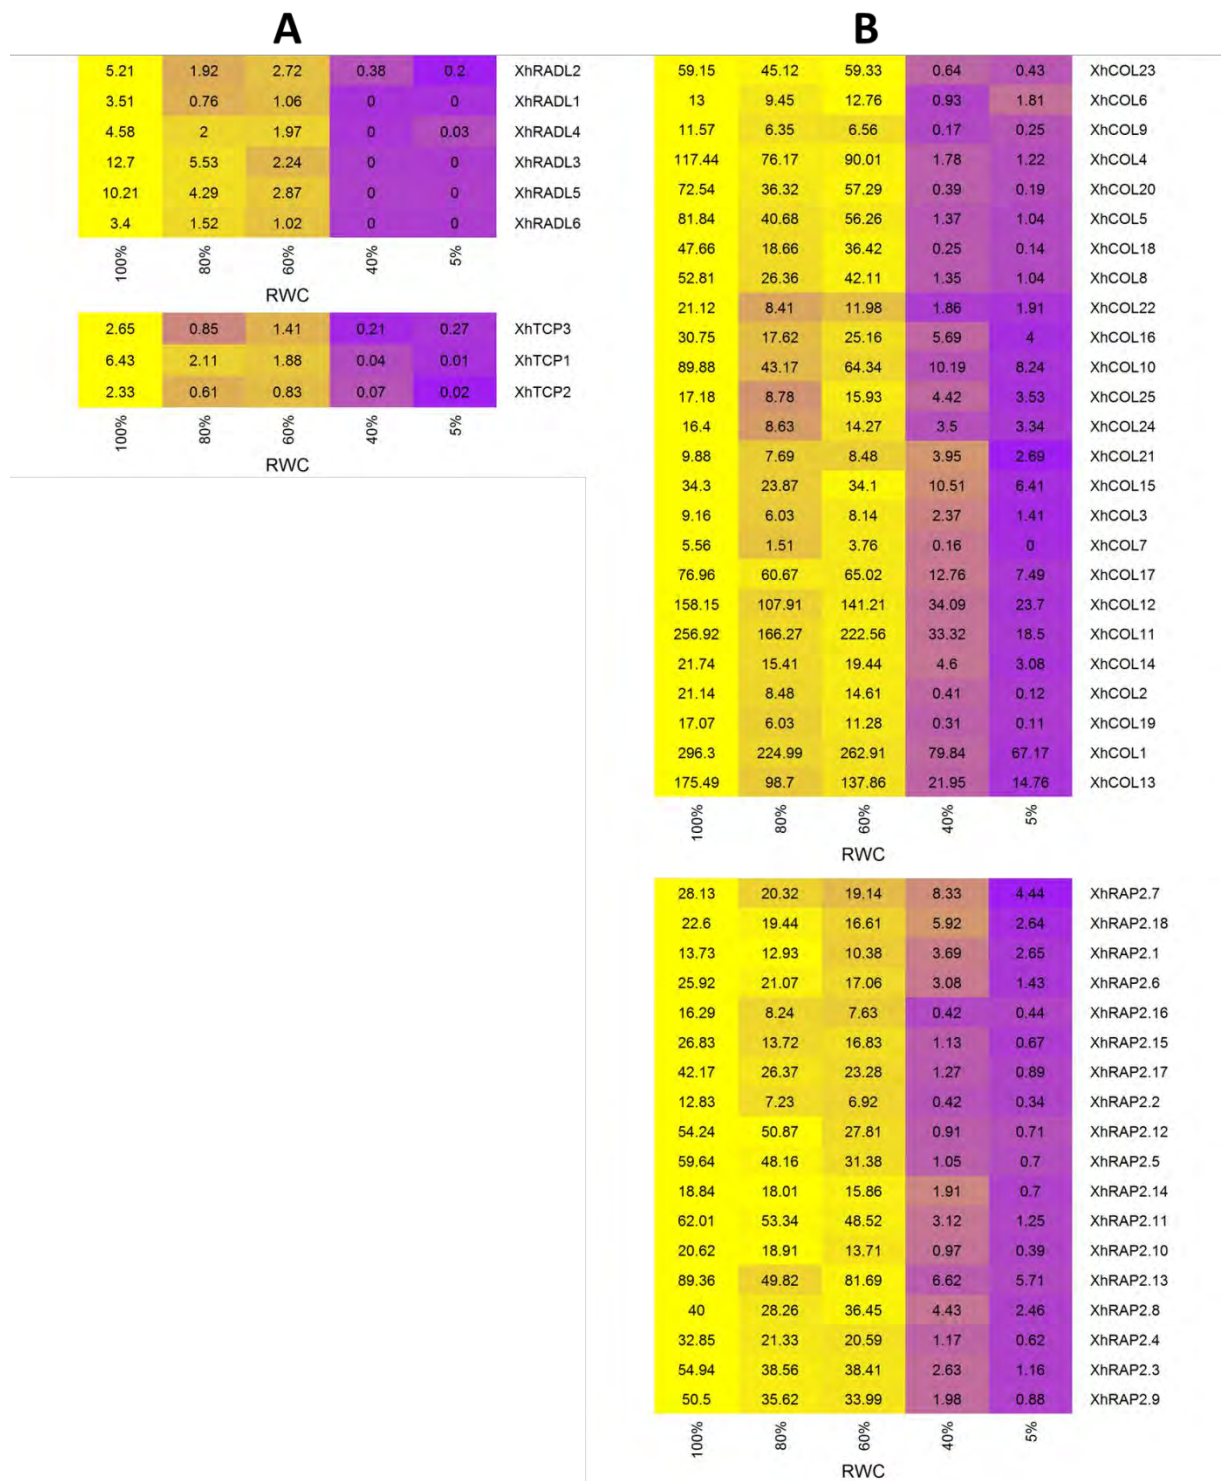 A
5.21 1.92 2.72 0.38 0.2 XhRADL2
3.51 0.76 1.06 0 0 XhRADL1
4.58 2 1.97 0 0.03 XhRADL4
12.7 5.53 2.24 0 0 XhRADL3
10.21 4.29 2.87 0 0 XhRADL5
3.4 1.52 1.02 0 0 XhRADL6
100% 80% 60% 40% 5%
RWC
2.65 0.85 1.41 0.21 0.27 XhTCP3
6.43 2.11 1.88 0.04 0.01 XhTCP1
2.33 0.61 0.83 0.07 0.02 XhTCP2
100% 80% 60% 40% 5%
RWC
B
59.15 45.12 59.33 0.64 0.43 XhCOL23
13 9.45 12.76 0.93 1.81 XhCOL6
11.57 6.35 6.56 0.17 0.25 XhCOL9
117.44 76.17 90.01 1.78 1.22 XhCOL4
72.54 36.32 57.29 0.39 0.19 XhCOL20
81.84 40.68 56.26 1.37 1.04 XhCOL5
47.66 18.66 36.42 0.25 0.14 XhCOL18
52.81 26.36 42.11 1.35 1.04 XhCOL8
21.12 8.41 11.98 1.86 1.91 XhCOL22
30.75 17.62 25.16 5.69 4 XhCOL16
89.88 43.17 64.34 10.19 8.24 XhCOL10
17.18 8.78 15.93 4.42 3.53 XhCOL25
16.4 8.63 14.27 3.5 3.34 XhCOL24
9.88 7.69 8.48 3.95 2.69 XhCOL21
34.3 23.87 34.1 10.51 6.41 XhCOL15
9.16 6.03 8.14 2.37 1.41 XhCOL3
5.56 1.51 3.76 0.16 0 XhCOL7
76.96 60.67 65.02 12.76 7.49 XhCOL17
158.15 107.91 141.21 34.09 23.7 XhCOL12
256.92 166.27 222.56 33.32 18.5 XhCOL11
21.74 15.41 19.44 4.6 3.08 XhCOL14
21.14 8.48 14.61 0.41 0.12 XhCOL2
17.07 6.03 11.28 0.31 0.11 XhCOL19
296.3 224.99 262.91 79.84 67.17 XhCOL1
175.49 98.7 137.86 21.95 14.76 XhCOL13
100% 80% 60% 40% 5%
RWC
28.13 20.32 19.14 8.33 4.44 XhRAP2.7
22.6 19.44 16.61 5.92 2.64 XhRAP2.18
13.73 12.93 10.38 3.69 2.65 XhRAP2.1
25.92 21.07 17.06 3.08 1.43 XhRAP2.6
16.29 8.24 7.63 0.42 0.44 XhRAP2.16
26.83 13.72 16.83 1.13 0.67 XhRAP2.15
42.17 26.37 23.28 1.27 0.89 XhRAP2.17
12.83 7.23 6.92 0.42 0.34 XhRAP2.2
54.24 50.87 27.81 0.91 0.71 XhRAP2.12
59.64 48.16 31.38 1.05 0.7 XhRAP2.5
18.84 18.01 15.86 1.91 0.7 XhRAP2.14
62.01 53.34 48.52 3.12 1.25 XhRAP2.11
20.62 18.91 13.71 0.97 0.39 XhRAP2.10
89.36 49.82 81.69 6.62 5.71 XhRAP2.13
40 28.26 36.45 4.43 2.46 XhRAP2.8
32.85 21.33 20.59 1.17 0.62 XhRAP2.4
54.94 38.56 38.41 2.63 1.16 XhRAP2.3
50.5 35.62 33.99 1.98 0.88 XhRAP2.9
100% 80% 60% 40% 5%
RWC